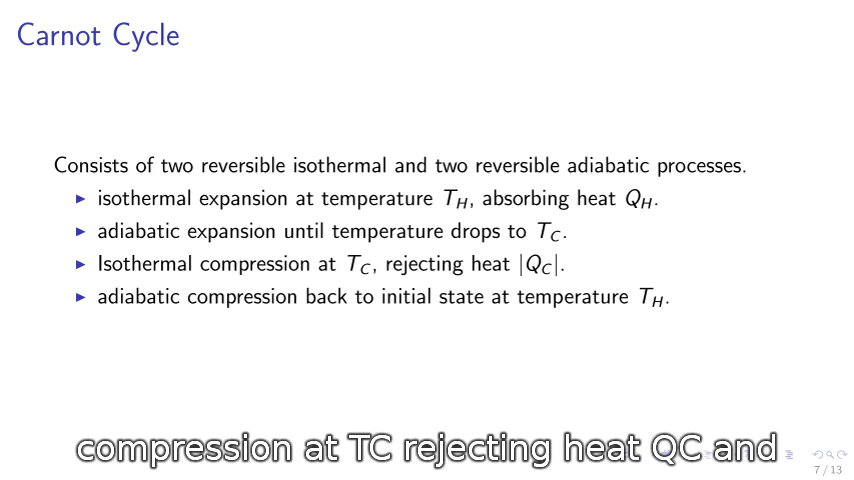 Carnot Cycle
Consists of two reversible isothermal and two reversible adiabatic processes.
▶ isothermal expansion at temperature T_H, absorbing heat Q_H.
▶ adiabatic expansion until temperature drops to T_C.
▶ Isothermal compression at T_C, rejecting heat |Q_C|.
▶ adiabatic compression back to initial state at temperature T_H.
compression at TC rejecting heat QC and
7 / 13